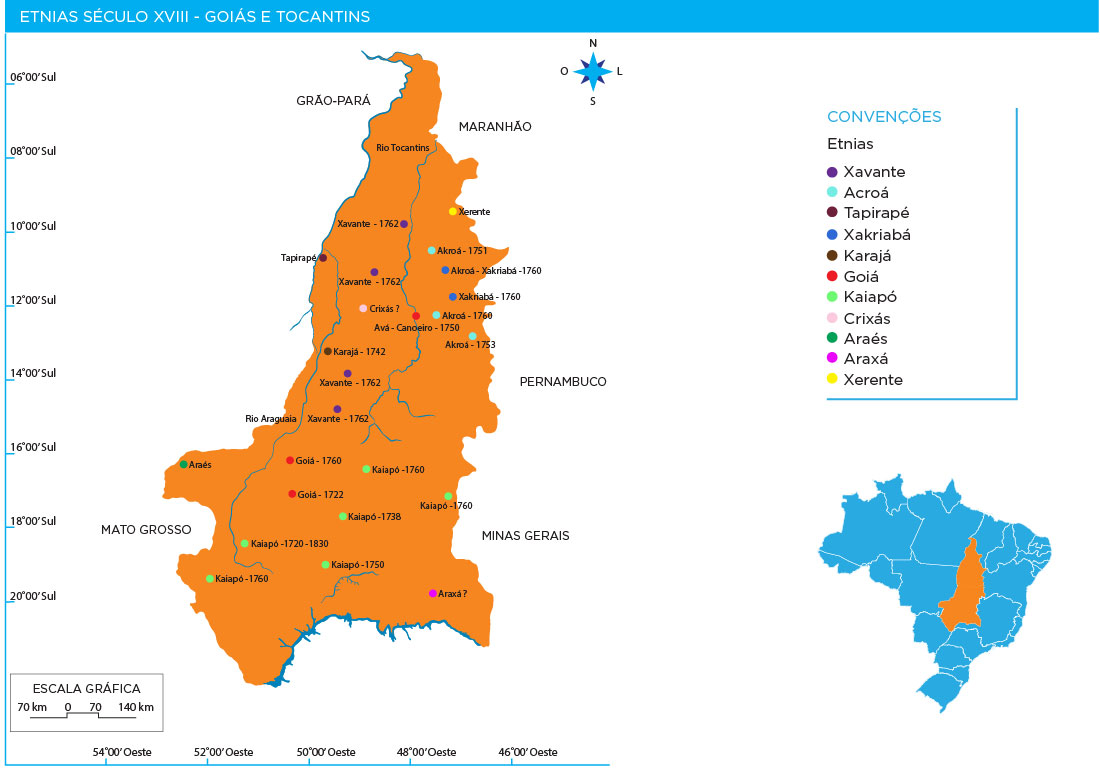 ETNIAS SÉCULO XVIII - GOIÁS E TOCANTINS
N
O
L
S
06°00'Sul
08°00'Sul
10°00'Sul
12°00'Sul
14°00'Sul
16°00'Sul
18°00'Sul
20°00'Sul
GRÃO-PARÁ
MARANHÃO
Rio Tocantins
Xerente
Xavante - 1762
Akroá - 1751
Tapirapé
Akroá - Xakriabá -1760
Xavante - 1762
Xakriabá - 1760
Crixás ?
Akroá - 1760
Avá - Canoeiro - 1750
Akroá - 1753
Karajá - 1742
Xavante - 1762
PERNAMBUCO
Rio Araguaia
Xavante - 1762
Araés
Goiá - 1760
Kaiapó -1760
Goiá - 1722
Kaiapó -1760
Kaiapó -1738
MATO GROSSO
MINAS GERAIS
Kaiapó -1720 -1830
Kaiapó -1750
Kaiapó -1760
Araxá ?
CONVENÇÕES
Etnias
Xavante
Acroá
Tapirapé
Xakriabá
Karajá
Goiá
Kaiapó
Crixás
Araés
Araxá
Xerente
ESCALA GRÁFICA
70 km 0 70 140 km
54°00'Oeste
52°00'Oeste
50°00'Oeste
48°00'Oeste
46°00'Oeste